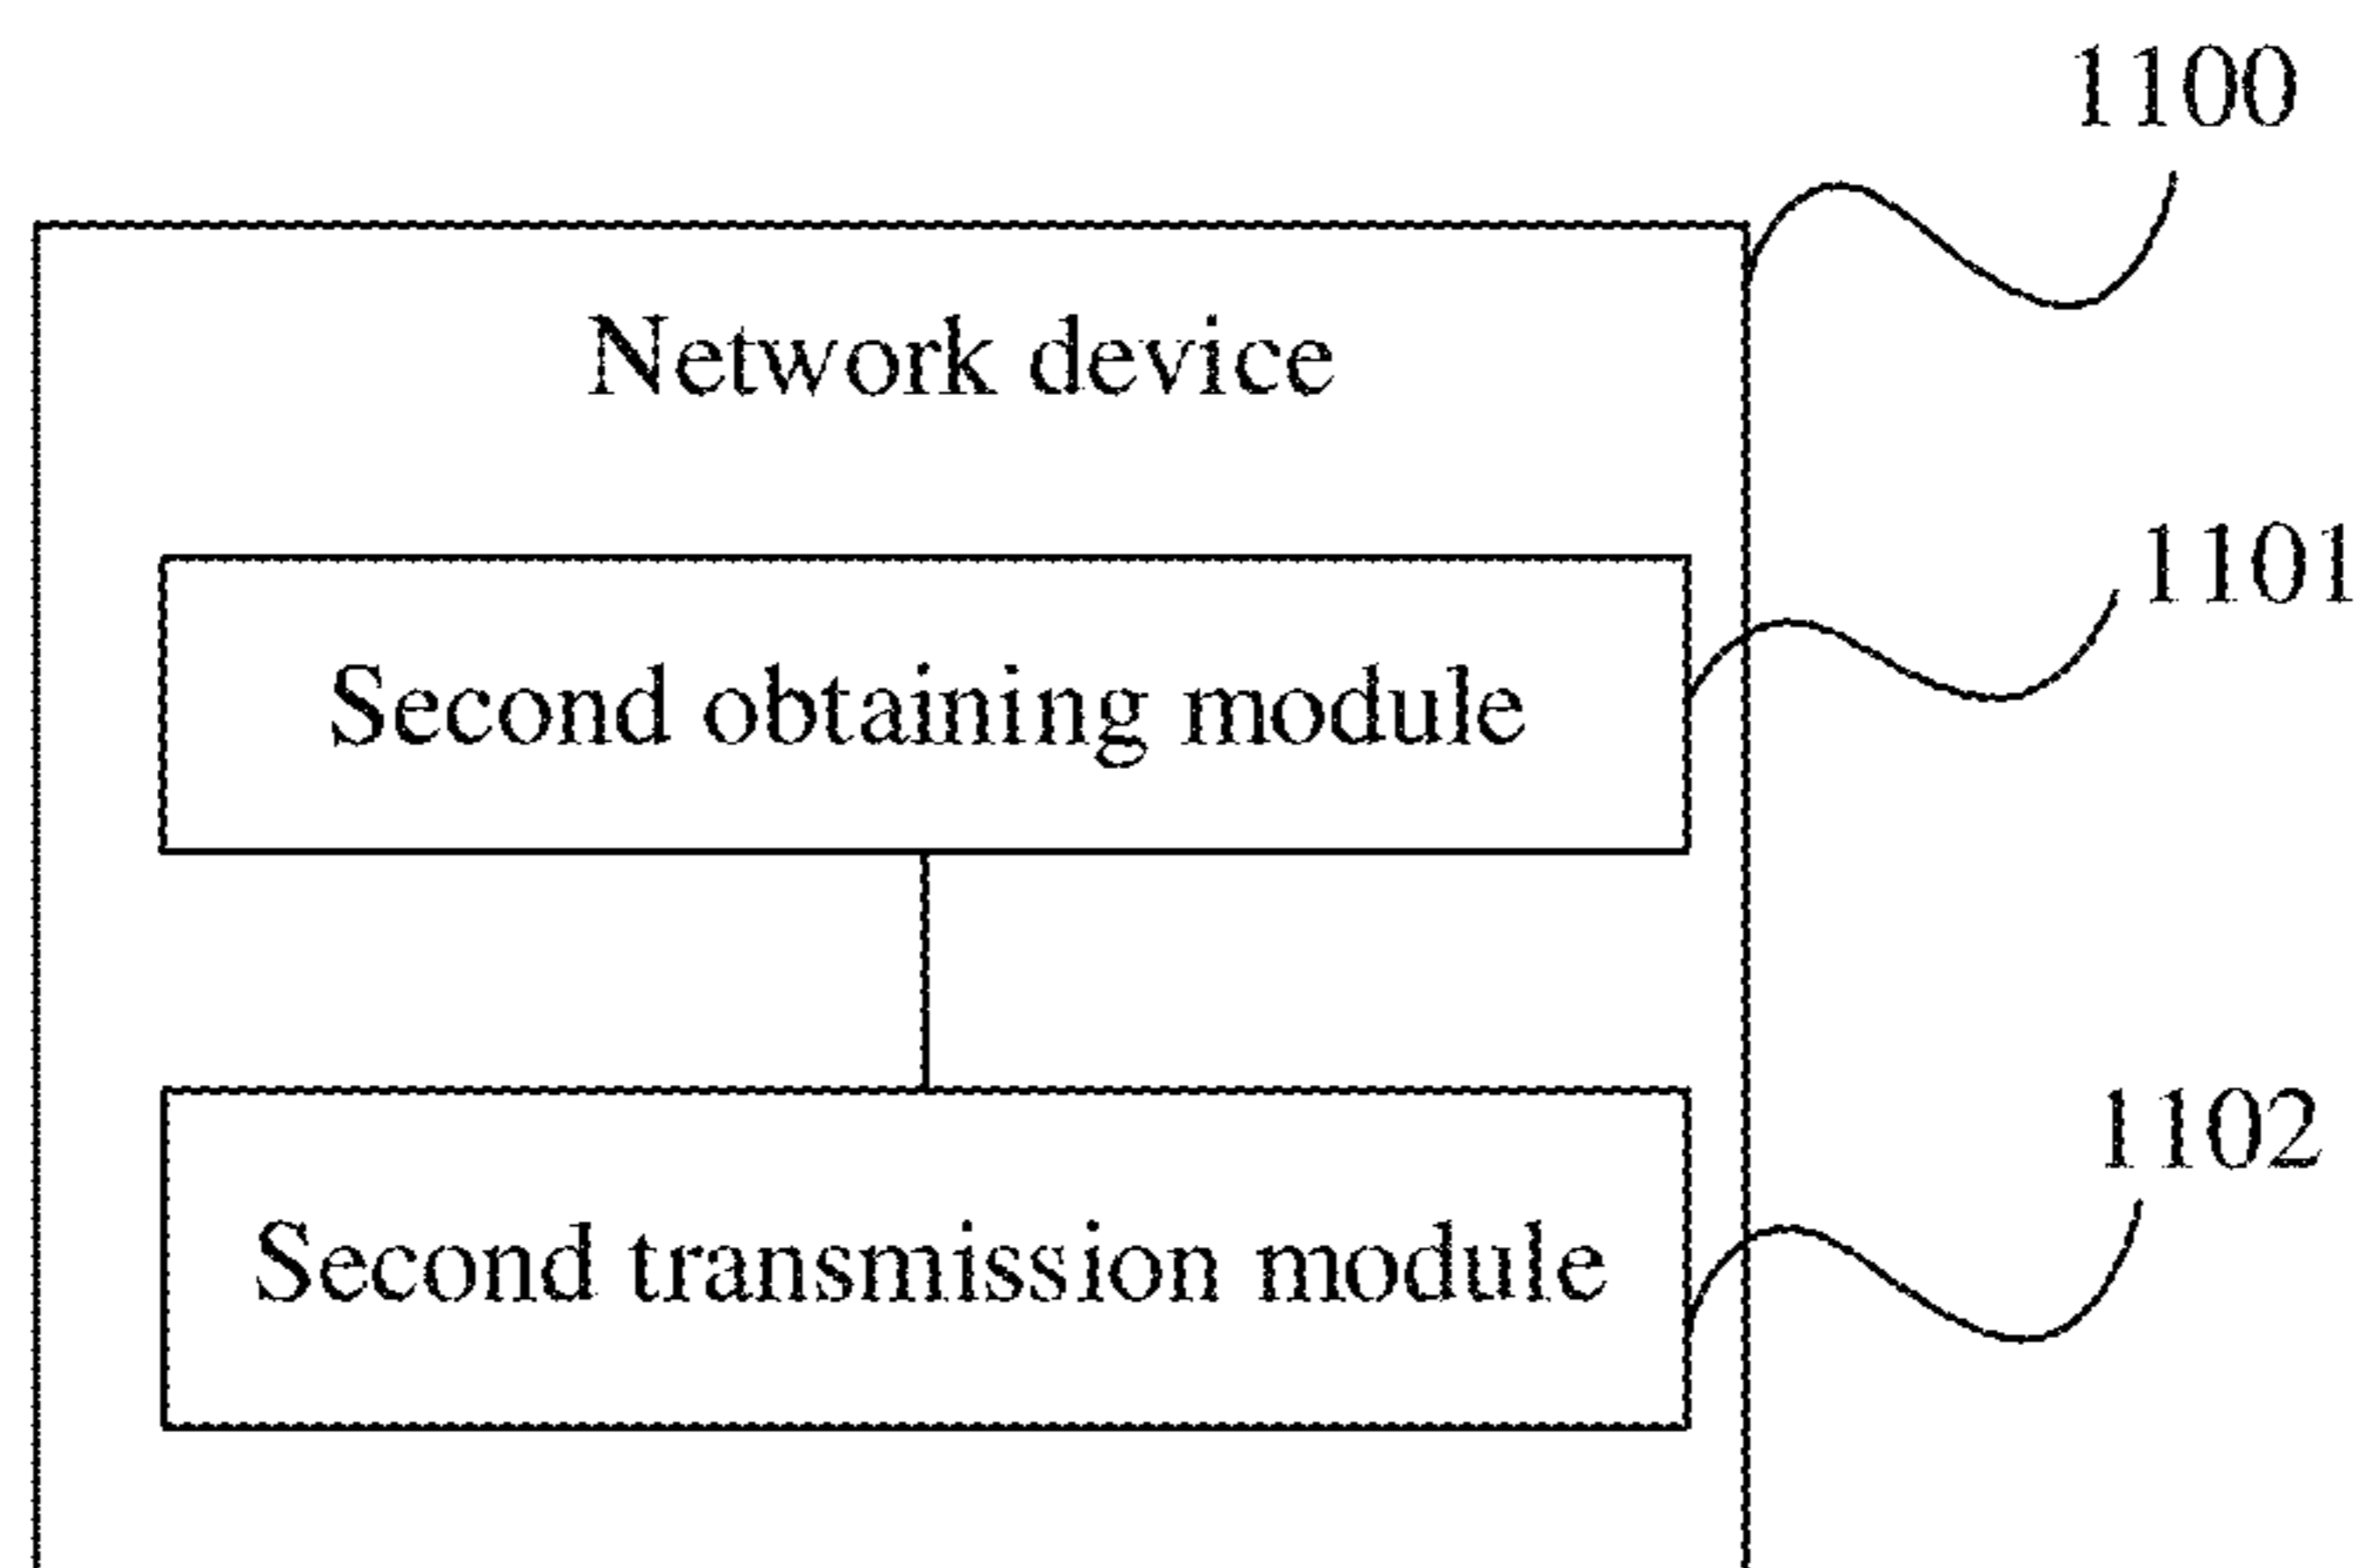 1100
Network device
1101
Second obtaining module
1102
Second transmission module